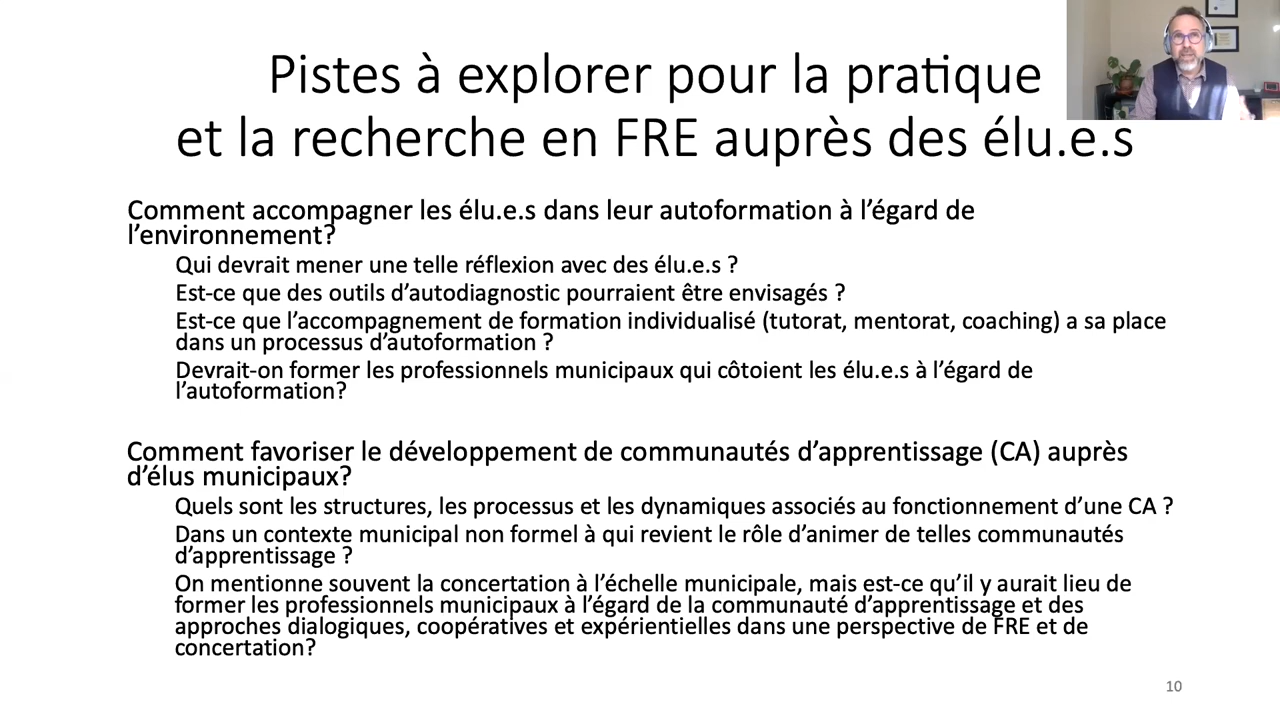 Pistes à explorer pour la pratique
et la recherche en FRE auprès des élu.e.s
Comment accompagner les élu.e.s dans leur autoformation à l’égard de
l’environnement?
Qui devrait mener une telle réflexion avec des élu.e.s ?
Est-ce que des outils d’autodiagnostic pourraient être envisagés ?
Est-ce que l’accompagnement de formation individualisé (tutorat, mentorat, coaching) a sa place
dans un processus d’autoformation ?
Devrait-on former les professionnels municipaux qui côtoient les élu.e.s à l’égard de
l’autoformation?
Comment favoriser le développement de communautés d’apprentissage (CA) auprès
d’élus municipaux?
Quels sont les structures, les processus et les dynamiques associés au fonctionnement d’une CA ?
Dans un contexte municipal non formel à qui revient le rôle d’animer de telles communautés
d’apprentissage ?
On mentionne souvent la concertation à l’échelle municipale, mais est-ce qu’il y aurait lieu de
former les professionnels municipaux à l’égard de la communauté d’apprentissage et des
approches dialogiques, coopératives et expérientielles dans une perspective de FRE et de
concertation?
10